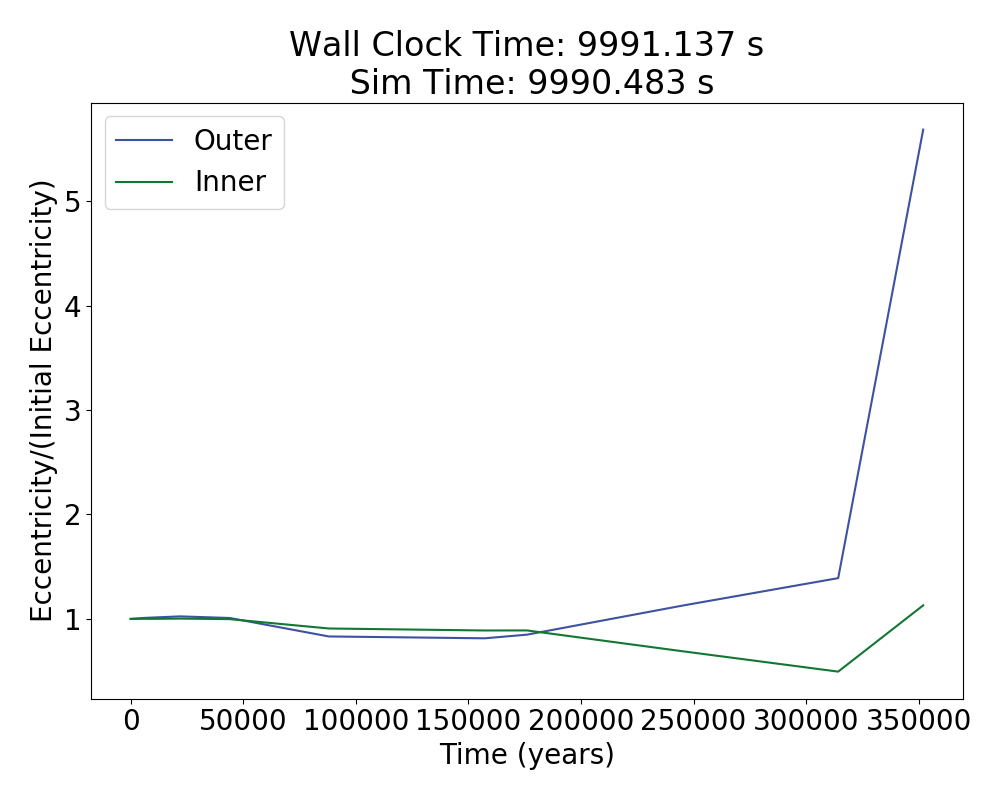 Wall Clock Time: 9991.137 s
Sim Time: 9990.483 s
Outer
Inner
Eccentricity/(Initial Eccentricity)
5
4
3
2
1
0 50000 100000 150000 200000 250000 300000 350000
Time (years)